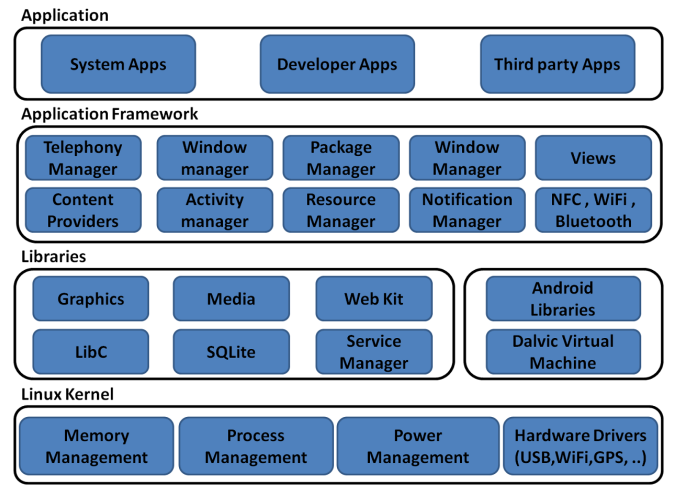 Application
System Apps
Developer Apps
Third party Apps
Application Framework
Telephony
Manager
Window
manager
Package
Manager
Window
Manager
Views
Content
Providers
Activity
manager
Resource
Manager
Notification
Manager
NFC , WiFi ,
Bluetooth
Libraries
Graphics
Media
Web Kit
LibC
SQLite
Service
Manager
Android
Libraries
Dalvic Virtual
Machine
Linux Kernel
Memory
Management
Process
Management
Power
Management
Hardware Drivers
(USB,WiFi,GPS, ..)